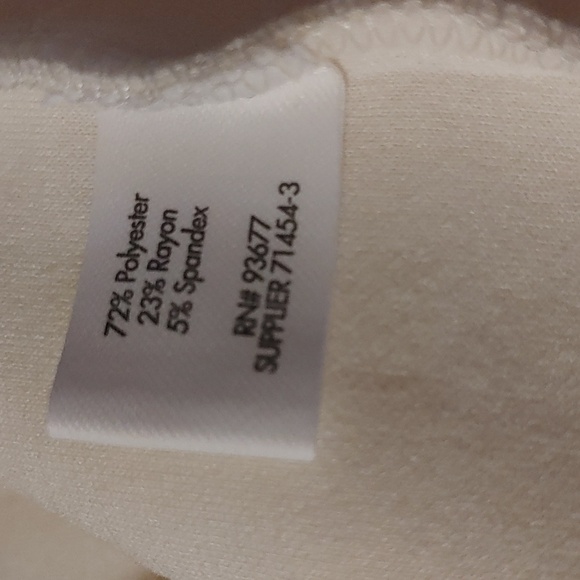 72% Polyester
23% Rayon
5% Spandex
RN# 93677
SUPPLIER 71454-3